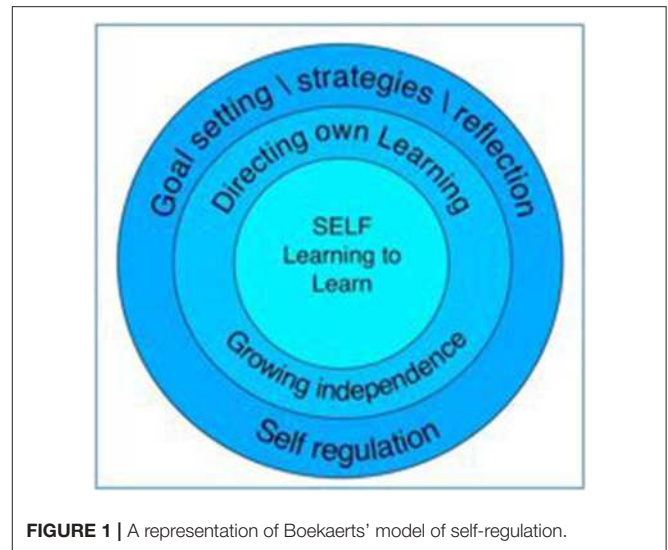 Goal setting \ strategies \ reflection
Directing own Learning
SELF
Learning to
Learn
Growing independence
Self regulation
FIGURE 1 | A representation of Boekaerts' model of self-regulation.